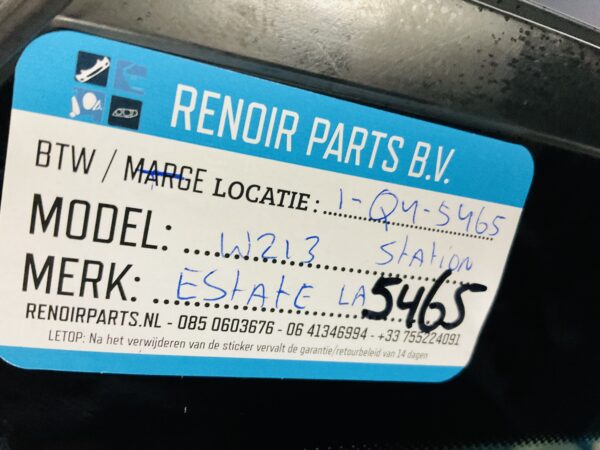 RENOIR PARTS B.V.
BTW / MARGE LOCATIE: 1-Q4-5465
MODEL: W213 Station
MERK: EStAtE LA 5465
RENOIRPARTS.NL - 085 0603676 - 06 41346994 - +33 755224091
LETOP: Na het verwijderen van de sticker vervalt de garantie/retourbeleid van 14 dagen